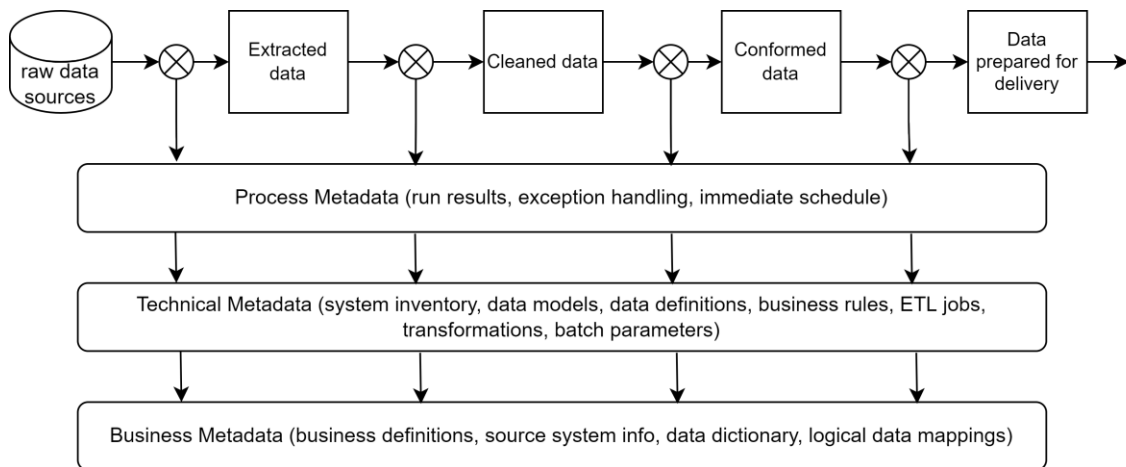 raw data
sources
Extracted
data
Cleaned data
Conformed
data
Data
prepared for
delivery
Process Metadata (run results, exception handling, immediate schedule)
Technical Metadata (system inventory, data models, data definitions, business rules, ETL jobs,
transformations, batch parameters)
Business Metadata (business definitions, source system info, data dictionary, logical data mappings)